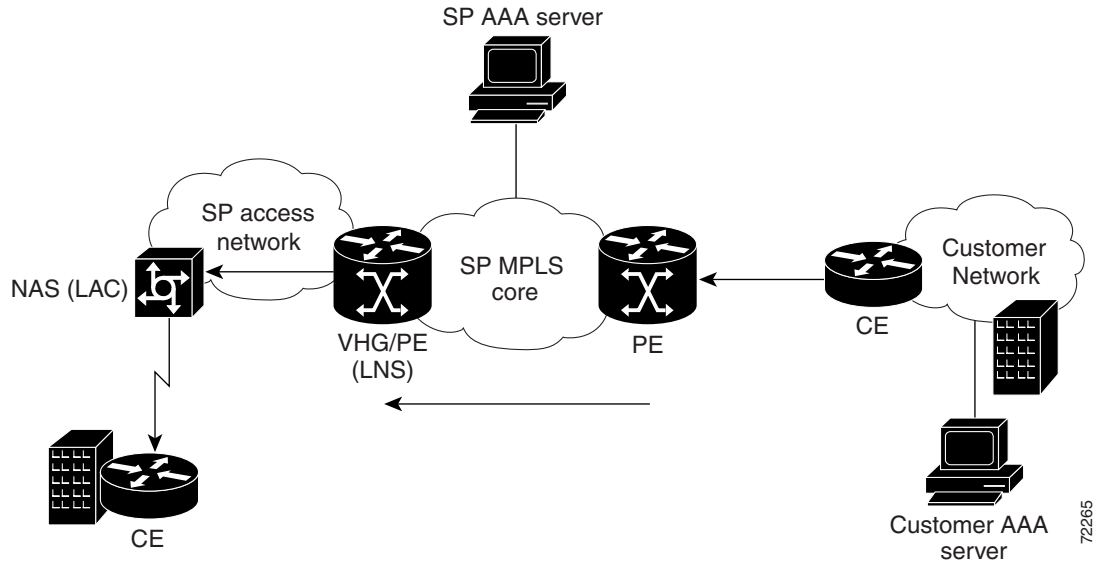 SP AAA server
SP access
network
SP MPLS
core
Customer
Network
NAS (LAC)
VHG/PE
(LNS)
PE
CE
CE
Customer AAA
server
72265